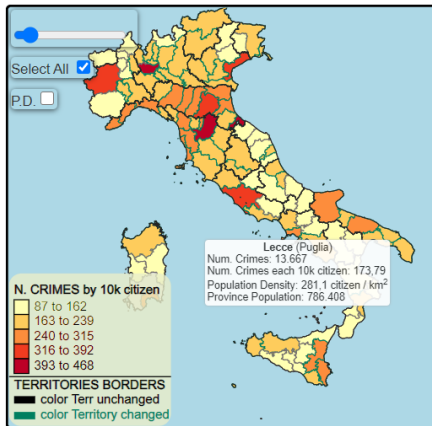 Select All
P.D.
Lecce (Puglia)
Num. Crimes: 13.667
Num. Crimes each 10k citizen: 173,79
Population Density: 281,1 citizen / km²
Province Population: 786.408
N. CRIMES by 10k citizen
87 to 162
163 to 239
240 to 315
316 to 392
393 to 468
TERRITORIES BORDERS
color Terr unchanged
color Territory changed